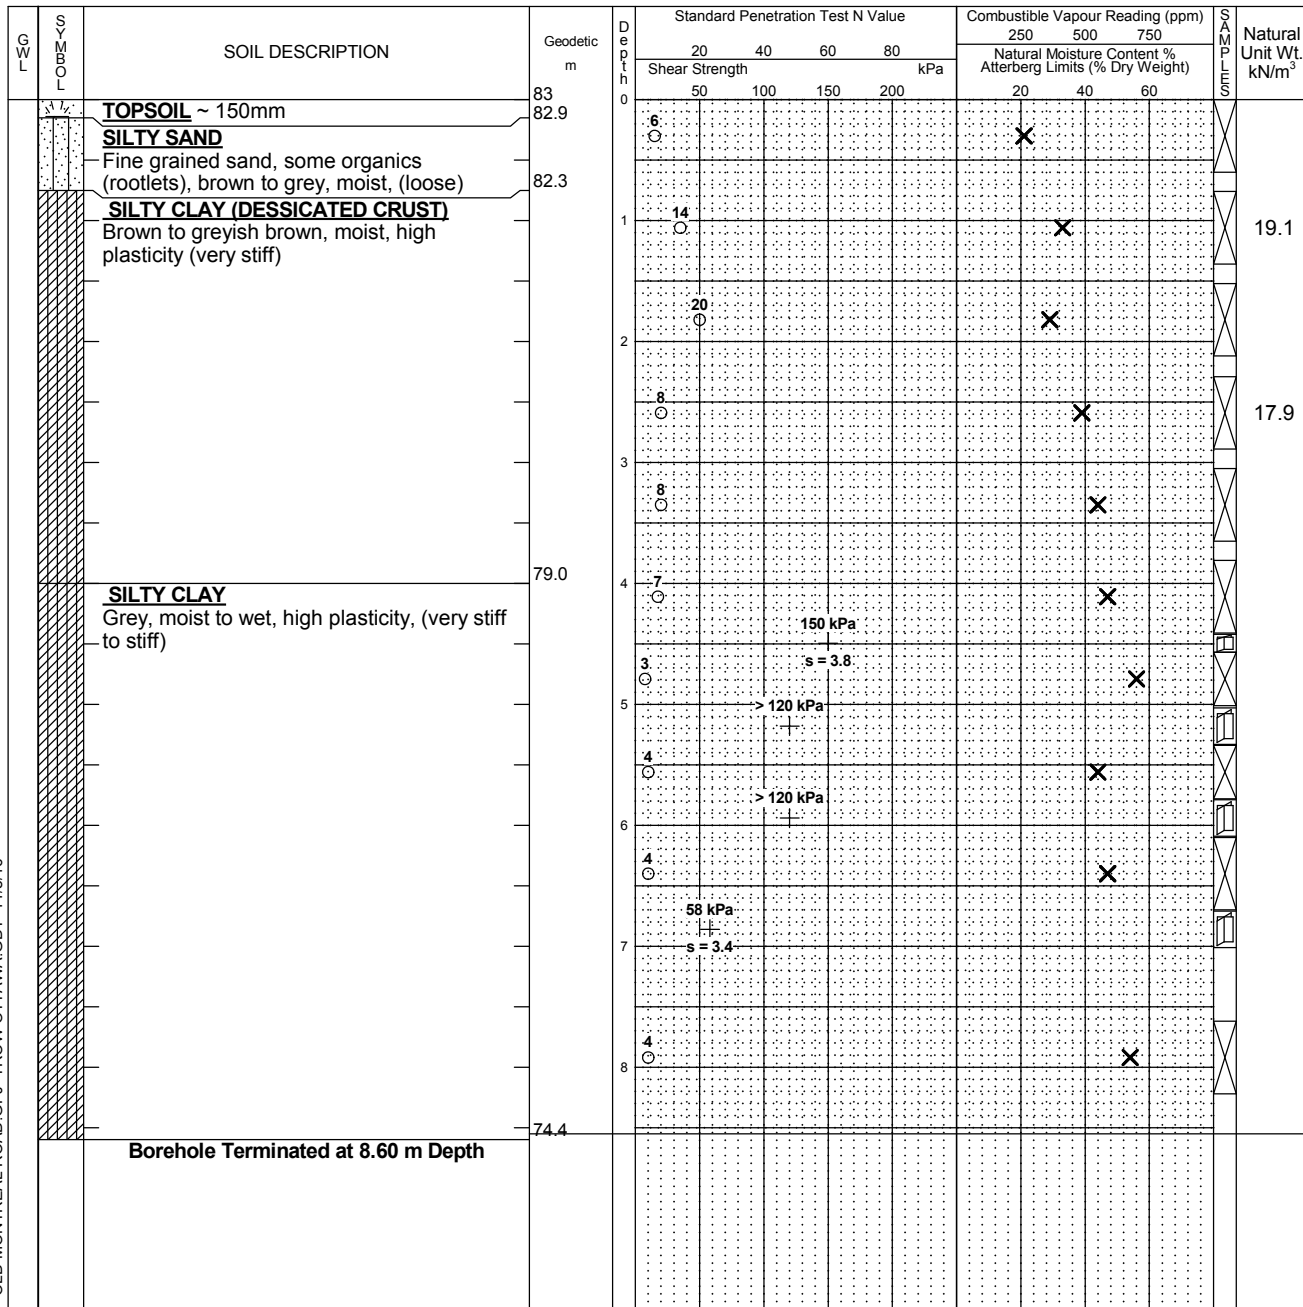 GWL
SYMBOL
SOIL DESCRIPTION
Geodetic
m
Depth
Standard Penetration Test N Value
20 40 60 80
Shear Strength kPa
50 100 150 200
Combustible Vapour Reading (ppm)
250 500 750
Natural Moisture Content %
Atterberg Limits (% Dry Weight)
20 40 60
SAMPLES
Natural
Unit Wt.
kN/m³
83
0
TOPSOIL ~ 150mm
82.9
SILTY SAND
6
Fine grained sand, some organics
(rootlets), brown to grey, moist, (loose)
82.3
SILTY CLAY (DESSICATED CRUST)
14
1
19.1
Brown to greyish brown, moist, high
plasticity (very stiff)
20
2
8
17.9
3
8
79.0
4
7
SILTY CLAY
Grey, moist to wet, high plasticity, (very stiff
to stiff)
150 kPa
s = 3.8
3
5
> 120 kPa
4
> 120 kPa
6
4
58 kPa
s = 3.4
7
4
8
74.4
Borehole Terminated at 8.60 m Depth